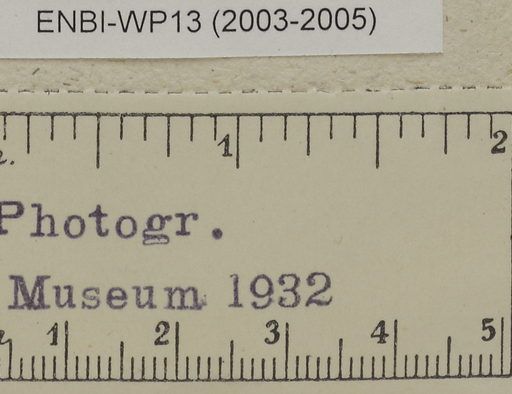 ENBI-WP13 (2003-2005)
1 2
Photogr.
Museum 1932
1 2 3 4 5